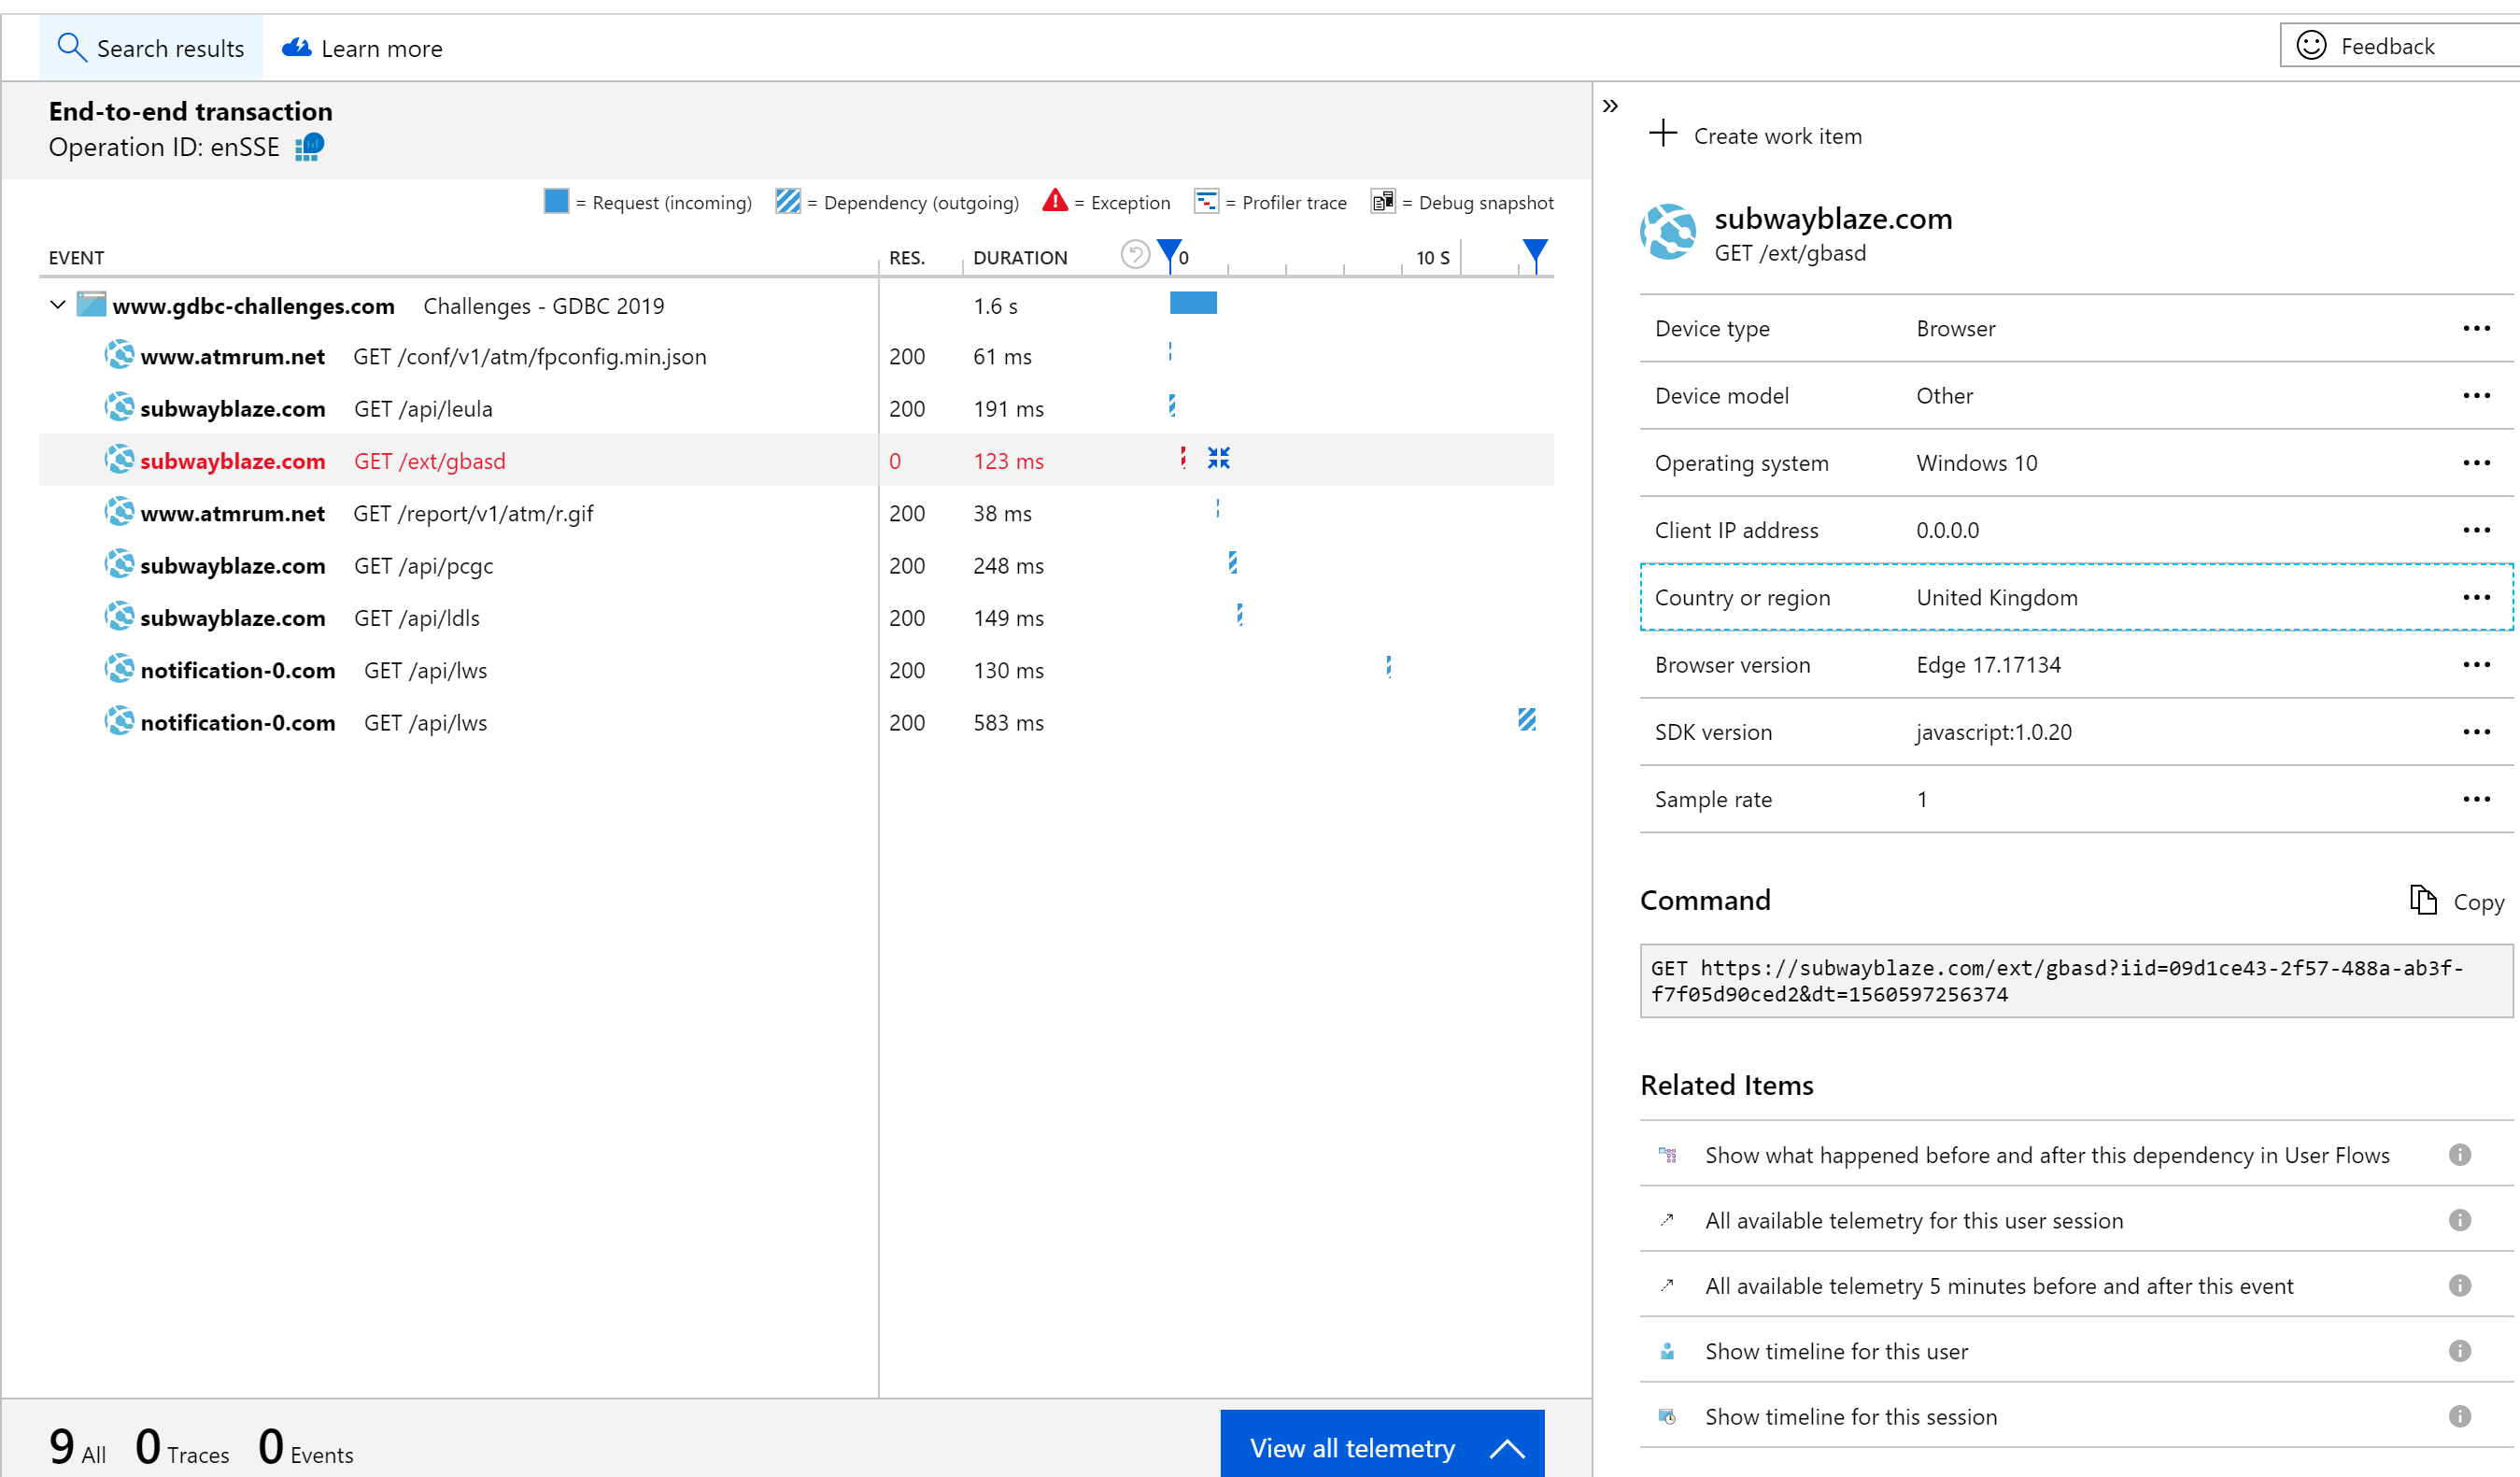 Search results
Learn more
Feedback
End-to-end transaction
Operation ID: enSSE
= Request (incoming)
= Dependency (outgoing)
= Exception
= Profiler trace
= Debug snapshot
EVENT RES. DURATION 0 10 S
www.gdbc-challenges.com Challenges - GDBC 2019 1.6 s
www.atmrum.net GET /conf/v1/atm/fpconfig.min.json 200 61 ms
subwayblaze.com GET /api/leula 200 191 ms
subwayblaze.com GET /ext/gbasd 0 123 ms
www.atmrum.net GET /report/v1/atm/r.gif 200 38 ms
subwayblaze.com GET /api/pcgc 200 248 ms
subwayblaze.com GET /api/ldls 200 149 ms
notification-0.com GET /api/lws 200 130 ms
notification-0.com GET /api/lws 200 583 ms
9 All 0 Traces 0 Events
View all telemetry
Create work item
subwayblaze.com
GET /ext/gbasd
Device type Browser
Device model Other
Operating system Windows 10
Client IP address 0.0.0.0
Country or region United Kingdom
Browser version Edge 17.17134
SDK version javascript:1.0.20
Sample rate 1
Command
Copy
GET https://subwayblaze.com/ext/gbasd?iid=09d1ce43-2f57-488a-ab3f-
f7f05d90ced2&dt=1560597256374
Related Items
Show what happened before and after this dependency in User Flows
All available telemetry for this user session
All available telemetry 5 minutes before and after this event
Show timeline for this user
Show timeline for this session